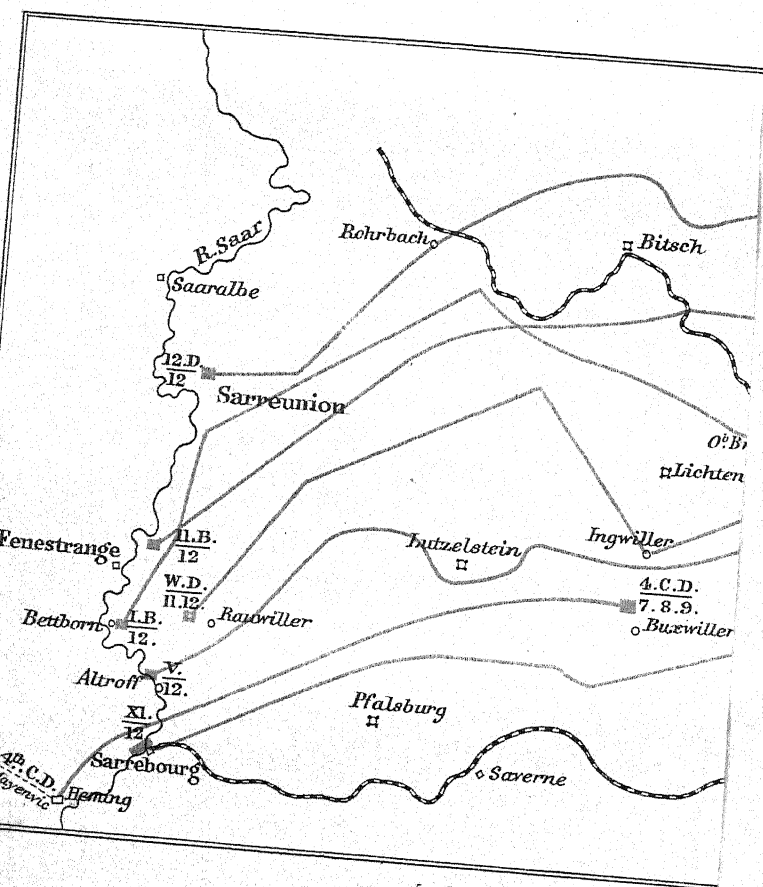 R. Saar
Rohrbach
Bitsch
Saaralbe
12.D.
12
Sarreunion
Lichten
Fenestrange
II.B.
12
Lutzelstein
Ingwiller
W.D.
11.12.
4.C.D.
7.8.9.
Bettborn
I.B.
12.
Rauwiller
Buxwiller
Altroff
V.
12.
Pfalsburg
XI.
12
Sarrebourg
Saverne
4th C.D.
Heming